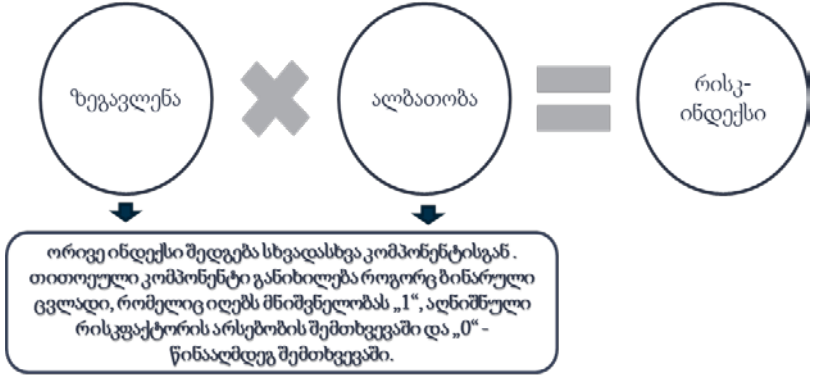 ზეგავლენა
ალბათობა
რისკ-
ინდექსი
ორივე ინდექსი შედგება სხვადასხვა კომპონენტისგან.
თითოეული კომპონენტი განიხილება როგორც ბინარული
ცვლადი, რომელიც იღებს მნიშვნელობას „1“, აღნიშნული
რისკფაქტორის არსებობის შემთხვევაში და „0“ -
წინააღმდეგ შემთხვევაში.